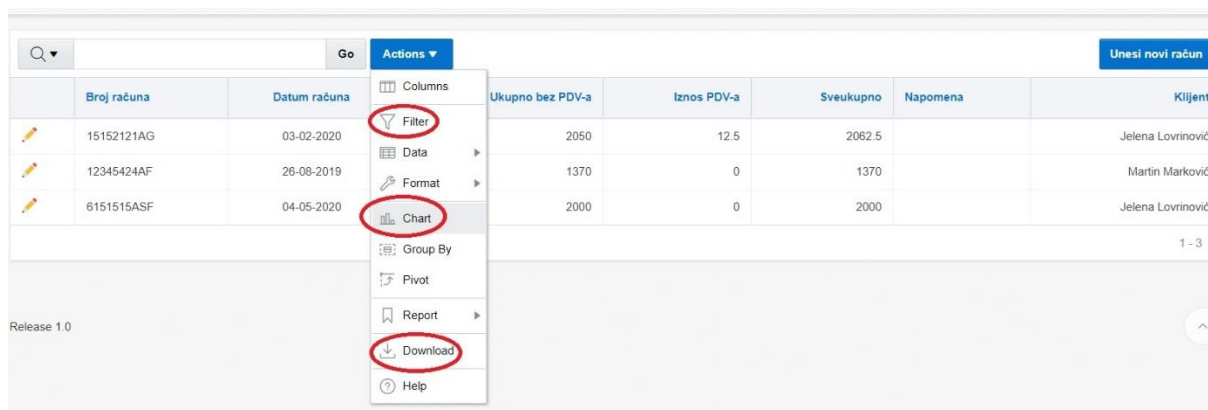 Go Actions Unesi novi račun
Broj računa Datum računa Ukupno bez PDV-a Iznos PDV-a Sveukupno Napomena Klijent
15152121AG 03-02-2020 2050 12.5 2062.5 Jelena Lovrinović
12345424AF 26-08-2019 1370 0 1370 Martin Marković
6151515ASF 04-05-2020 2000 0 2000 Jelena Lovrinović
1 - 3
Columns
Filter
Data
Format
Chart
Group By
Pivot
Report
Download
Help
Release 1.0